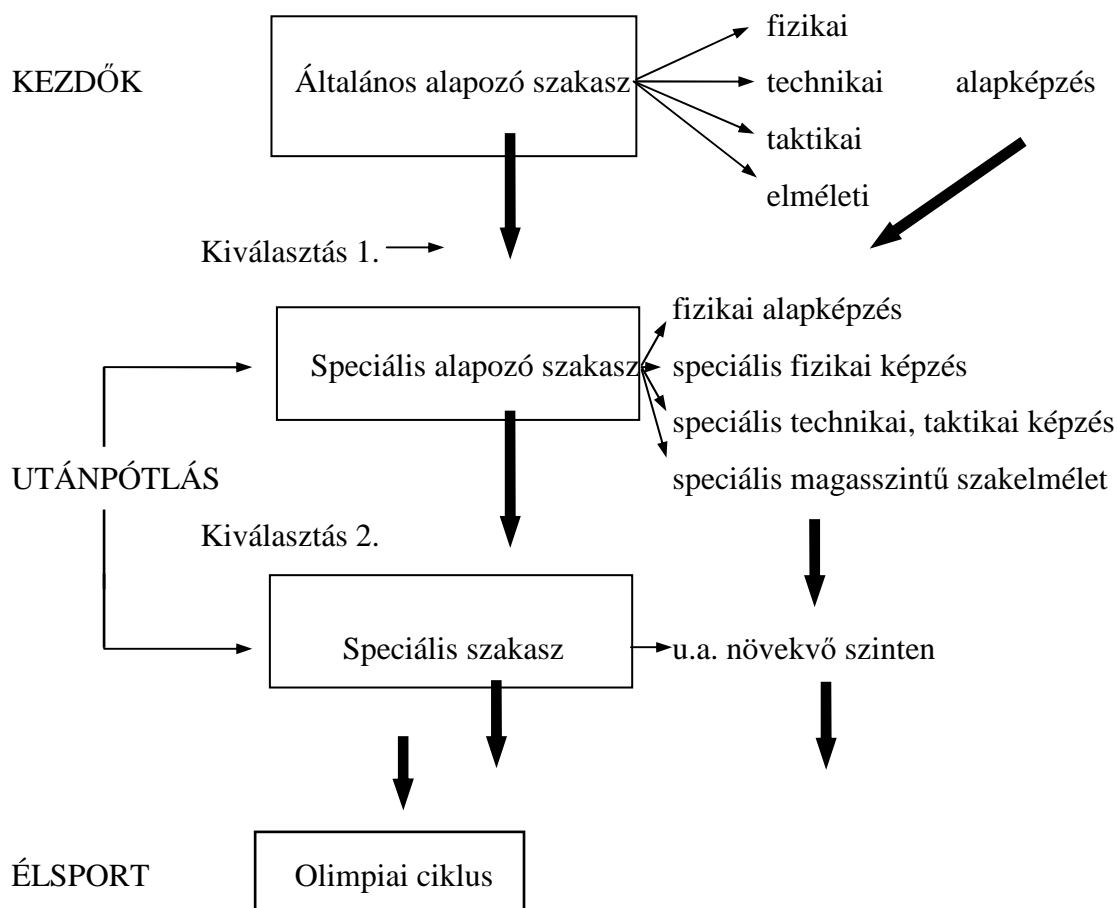 fizikai
KEZDŐK Általános alapozó szakasz technikai alapképzés
taktikai
elméleti
Kiválasztás 1.
fizikai alapképzés
Speciális alapozó szakasz speciális fizikai képzés
speciális technikai, taktikai képzés
UTÁNPÓTLÁS speciális magasszintű szakelmélet
Kiválasztás 2.
Speciális szakasz u.a. növekvő szinten
ÉLSPORT Olimpiai ciklus